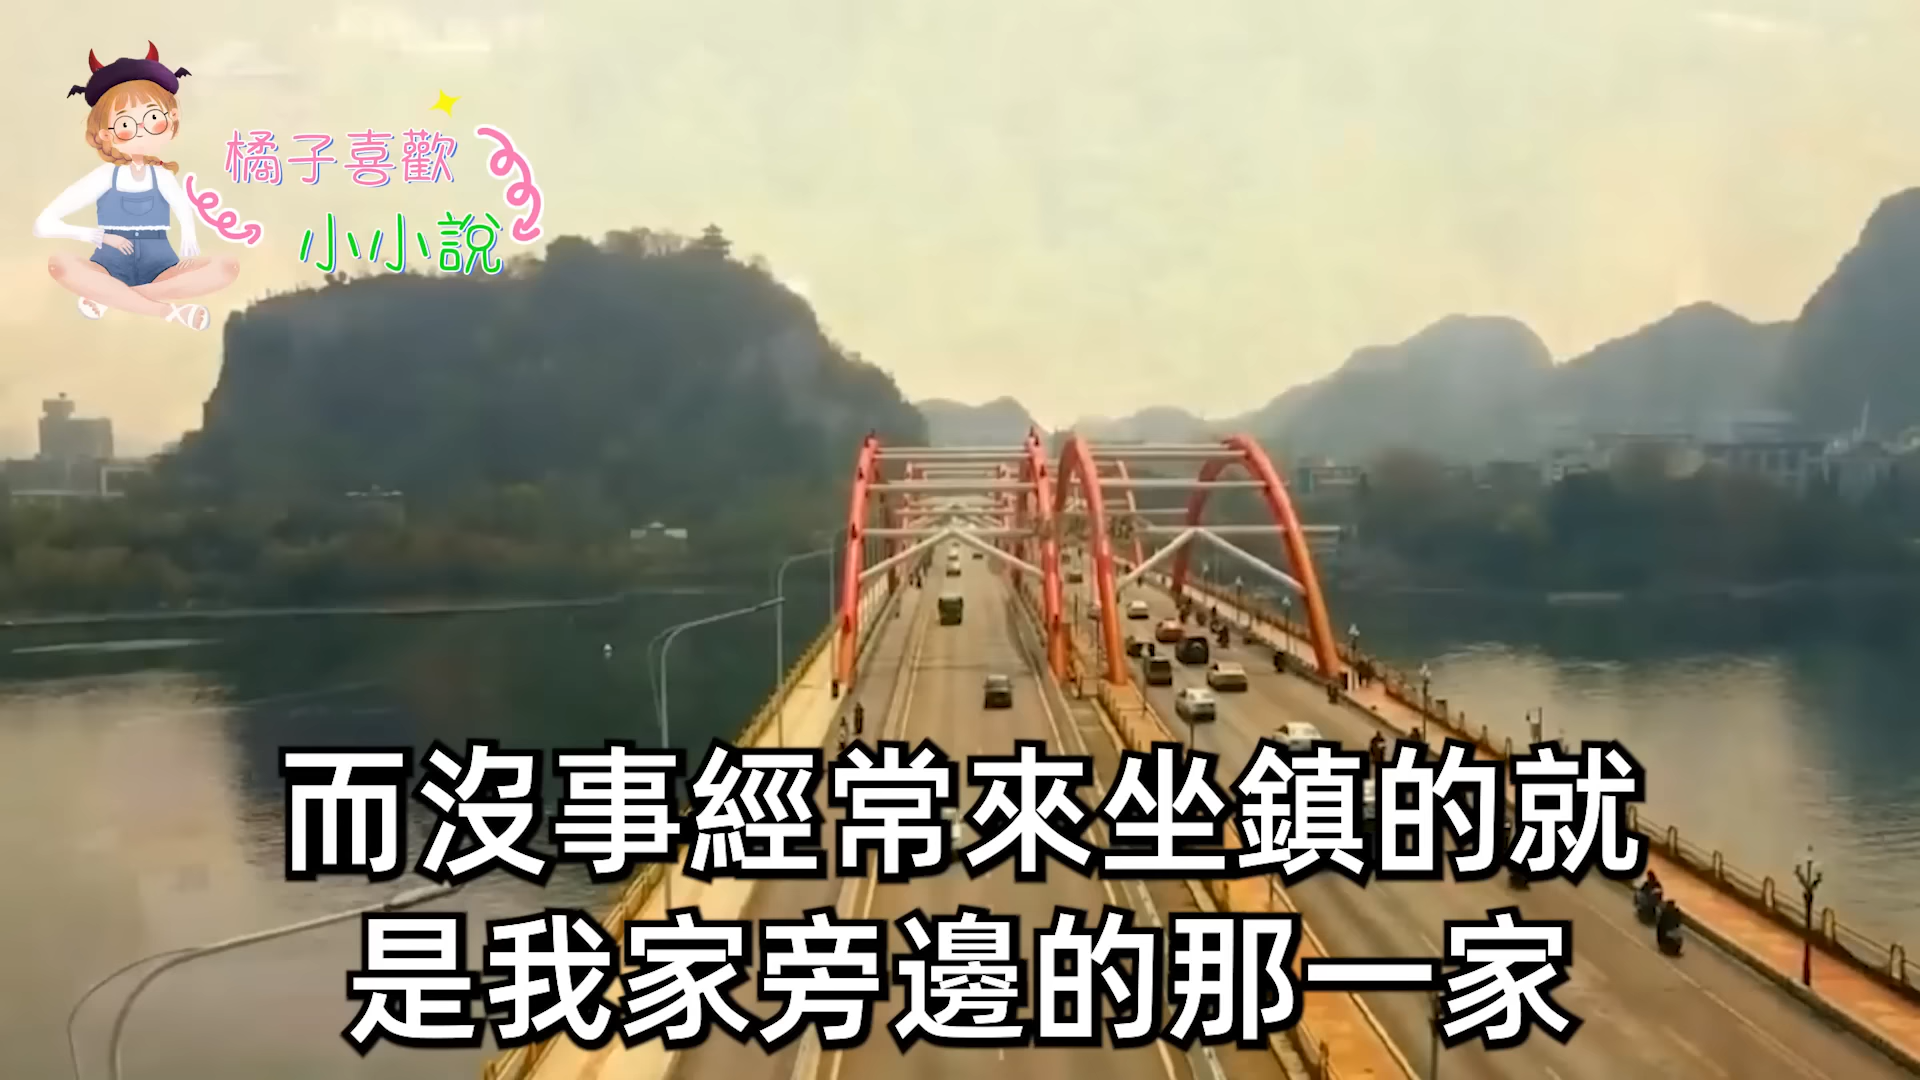 橘子喜歡
小小說
而沒事經常來坐鎮的就
是我家旁邊的那一家